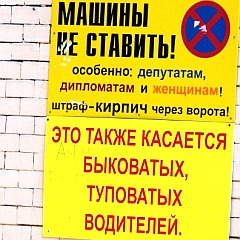 МАШИНЫ
НЕ СТАВИТЬ!
особенно: депутатам,
дипломатам и женщинам!
штраф-кирпич через ворота!
ЭТО ТАКЖЕ КАСАЕТСЯ
БЫКОВАТЫХ,
ТУПОВАТЫХ
ВОДИТЕЛЕЙ.